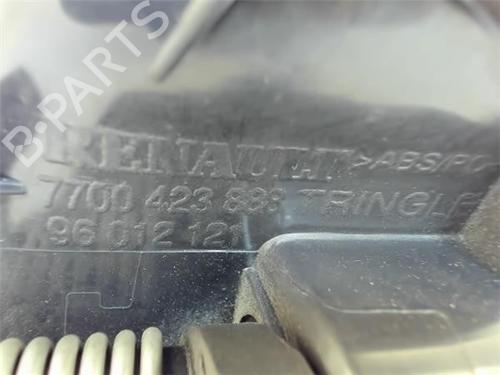 B-PARTS
RENAULT >ABS/PC
7700 423 888 TRINGLE
96 012 121